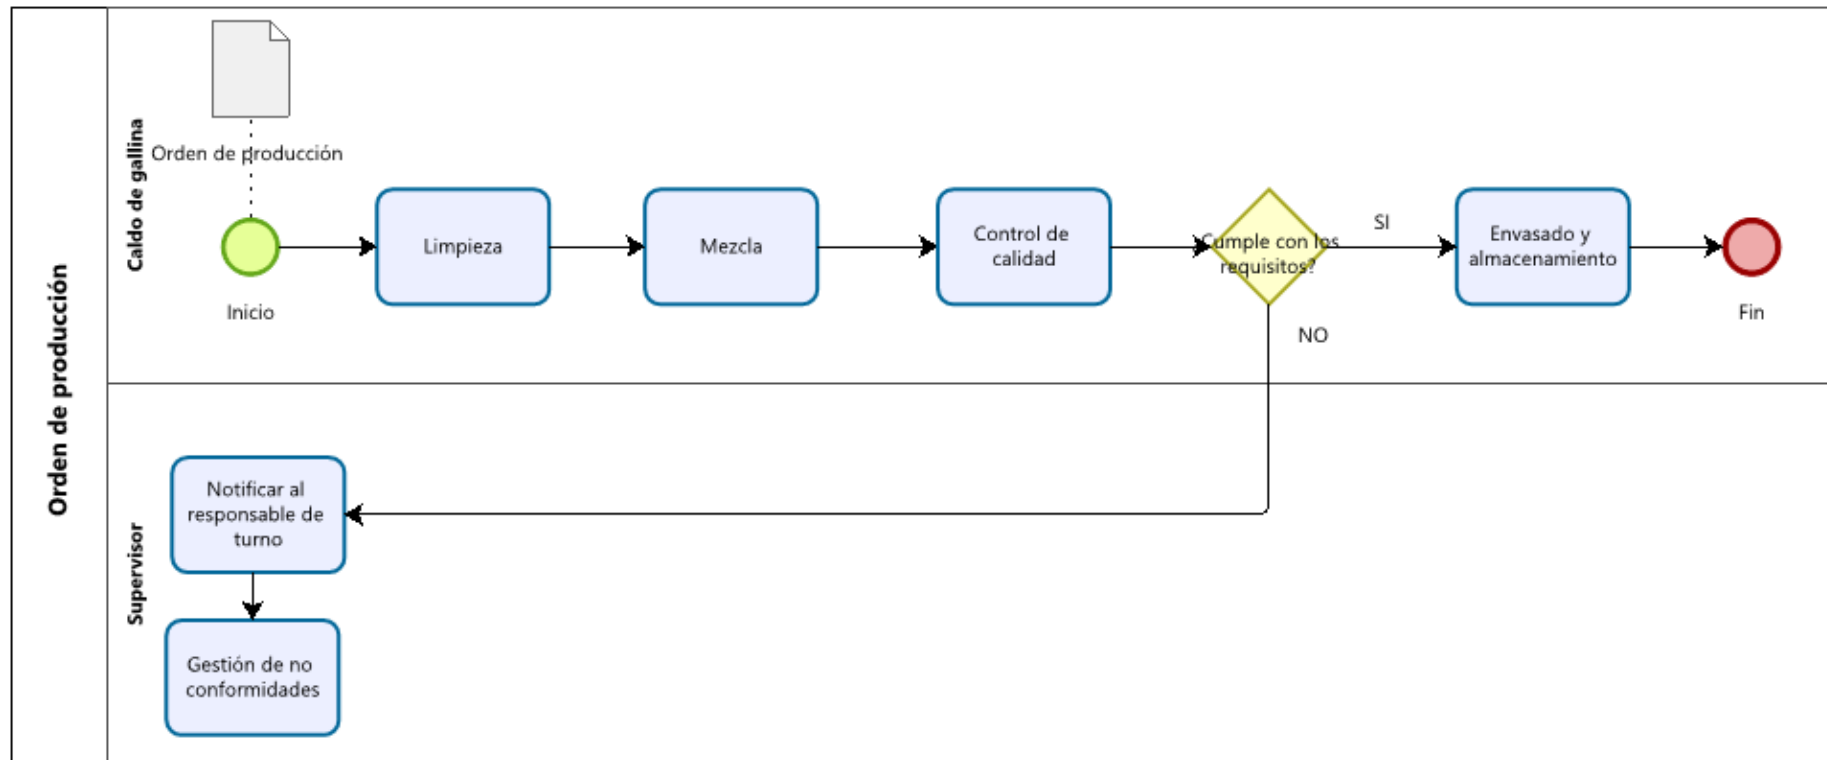 Orden de producción
Caldo de gallina
Orden de producción
Inicio
Limpieza
Mezcla
Control de
calidad
Cumple con los
requisitos?
SI
NO
Envasado y
almacenamiento
Fin
Supervisor
Notificar al
responsable de
turno
Gestión de no
conformidades